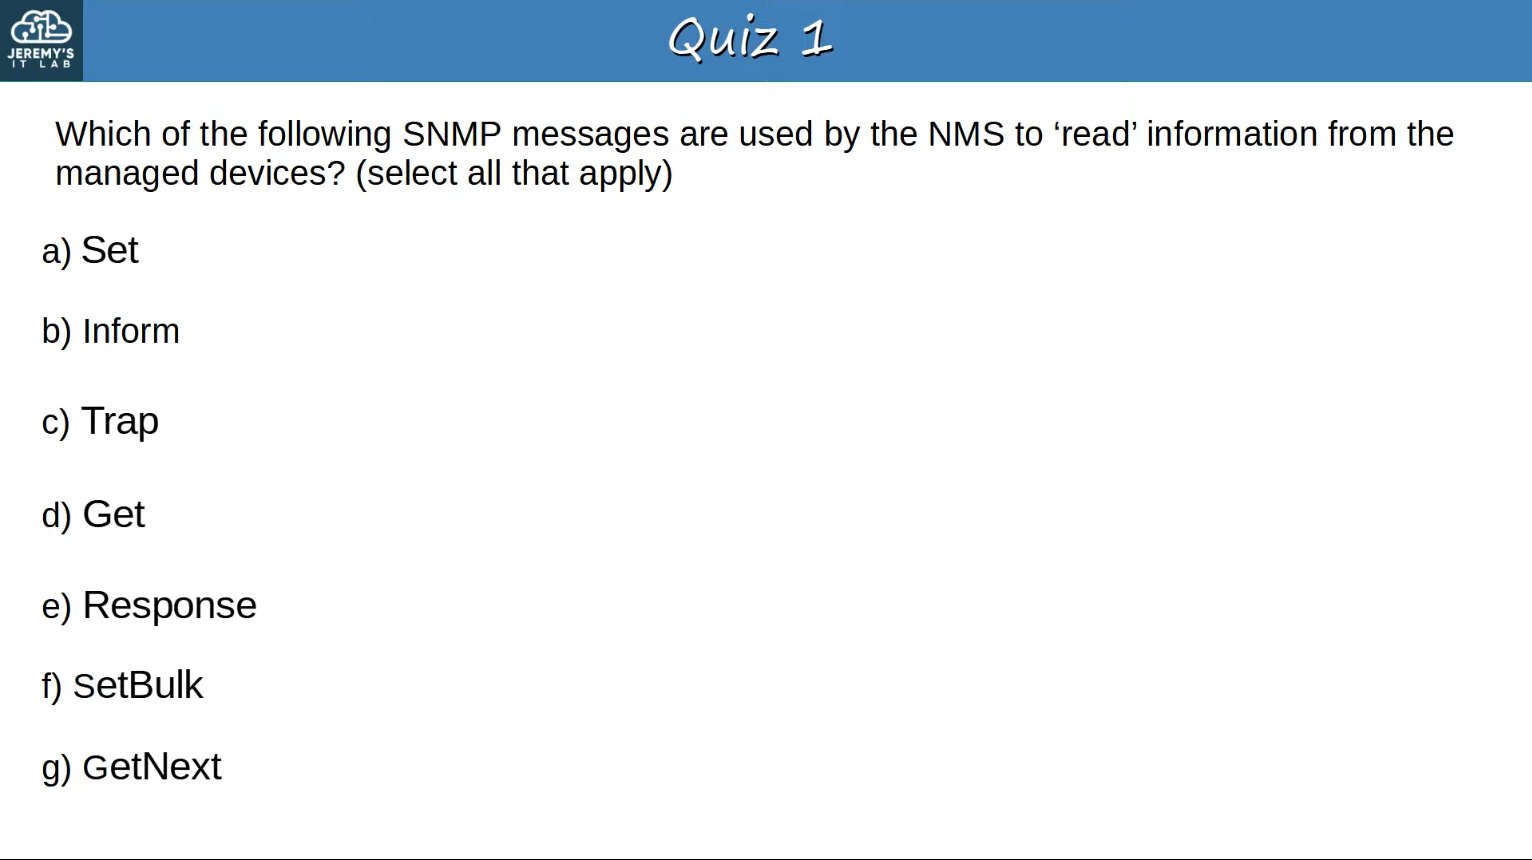 JEREMY'S
IT LAB
Quiz 1
Which of the following SNMP messages are used by the NMS to ‘read’ information from the
managed devices? (select all that apply)
a) Set
b) Inform
c) Trap
d) Get
e) Response
f) SetBulk
g) GetNext